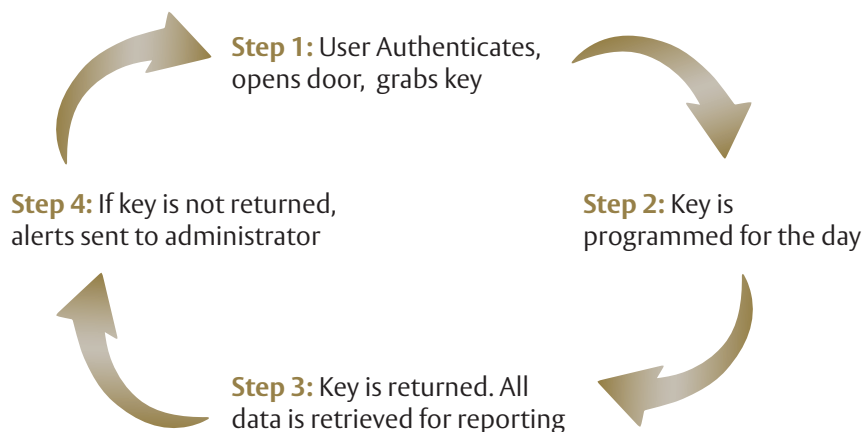 Step 1: User Authenticates,
opens door, grabs key
Step 2: Key is
programmed for the day
Step 3: Key is returned. All
data is retrieved for reporting
Step 4: If key is not returned,
alerts sent to administrator